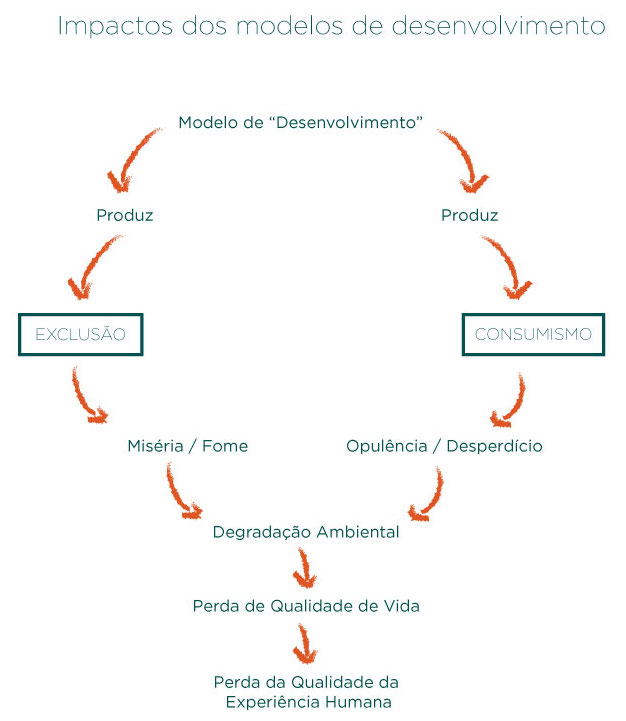 Impactos dos modelos de desenvolvimento
Modelo de “Desenvolvimento”
Produz
Produz
EXCLUSÃO
CONSUMISMO
Miséria / Fome
Opulência / Desperdício
Degradação Ambiental
Perda de Qualidade de Vida
Perda da Qualidade da
Experiência Humana